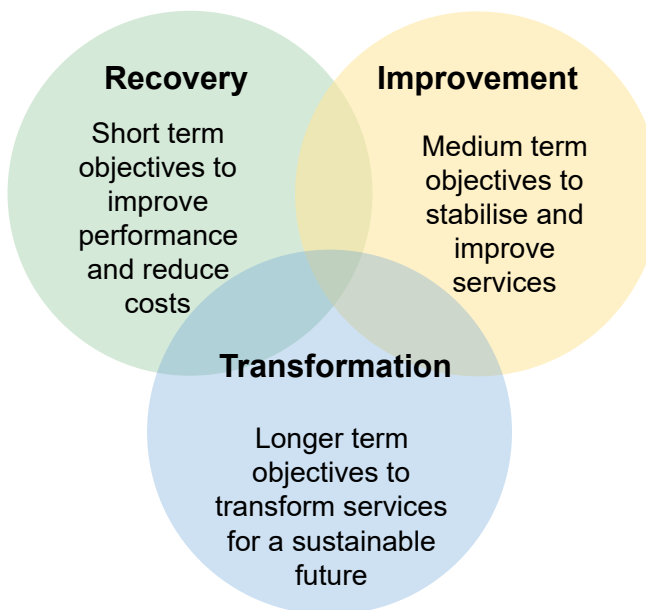 Recovery
Short term
objectives to
improve
performance
and reduce
costs
Improvement
Medium term
objectives to
stabilise and
improve
services
Transformation
Longer term
objectives to
transform services
for a sustainable
future